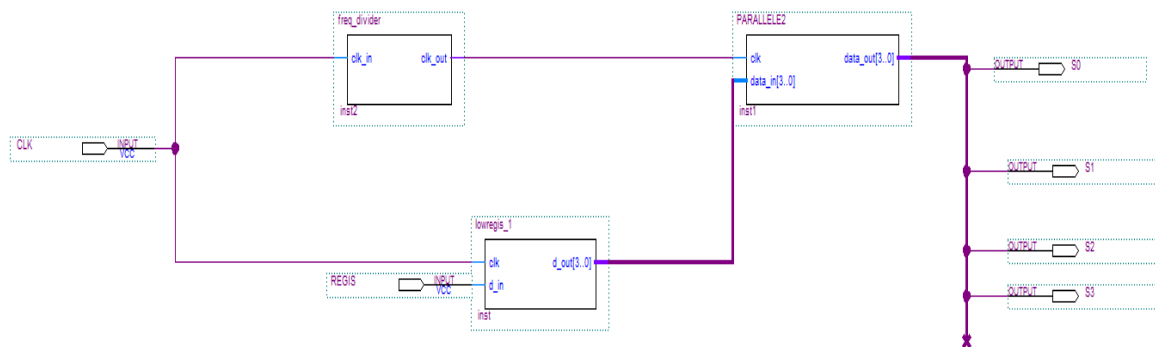 freq_divider
clk_in
clk_out
inst2
PARALLELE2
clk
data_out[3..0]
data_in[3..0]
inst1
OUTPUT
S0
CLK
INPUT
VCC
OUTPUT
S1
lowregis_1
clk
d_out[3..0]
d_in
inst
REGIS
INPUT
VCC
OUTPUT
S2
OUTPUT
S3